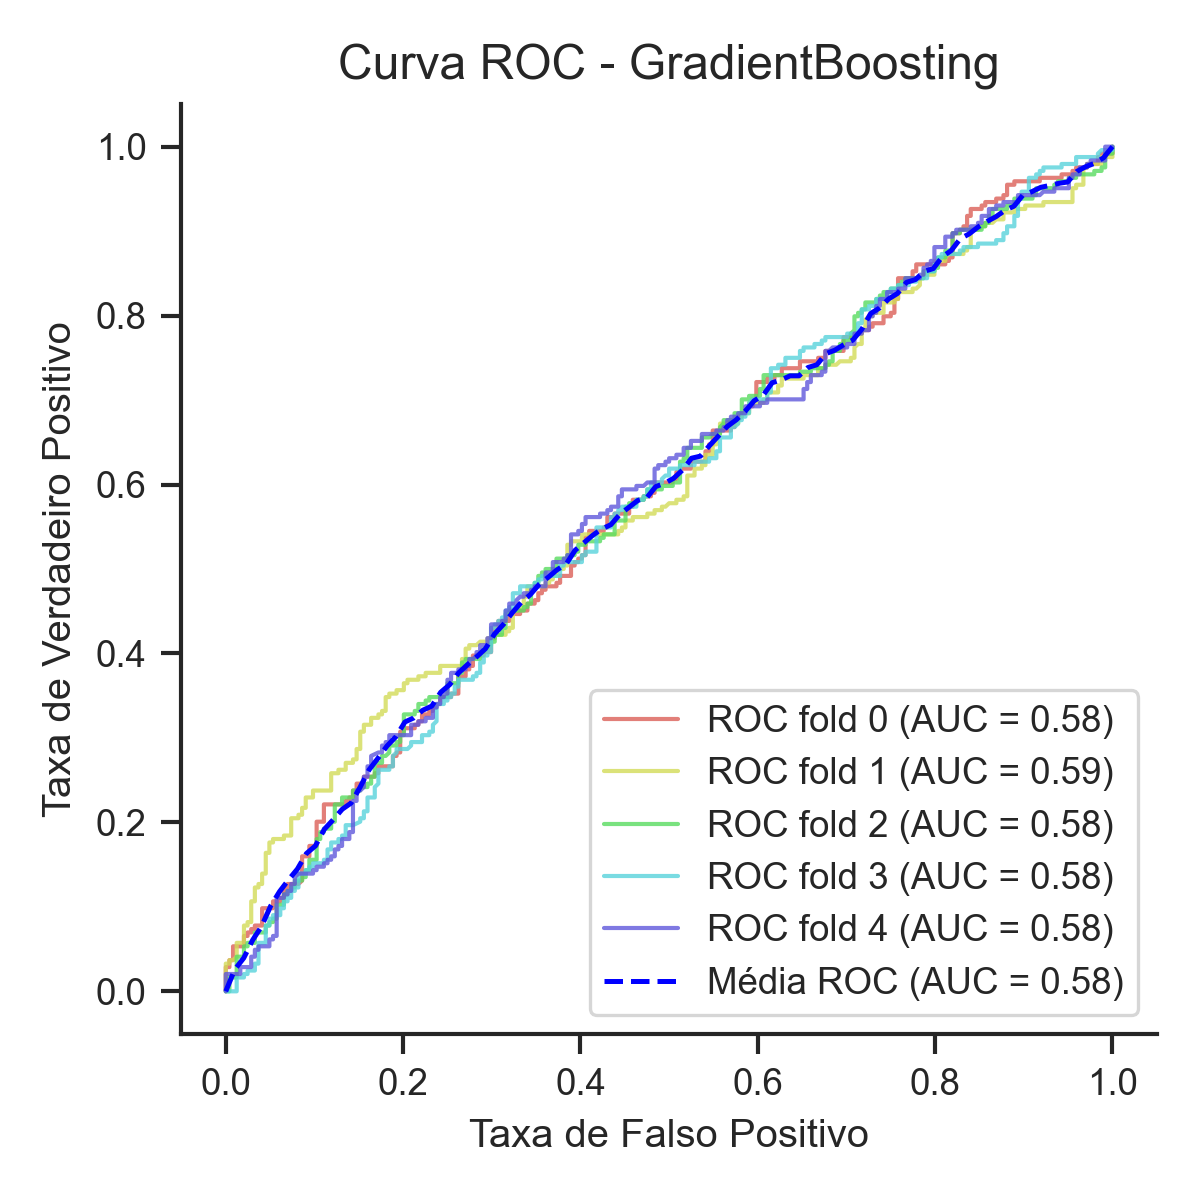 Curva ROC - GradientBoosting
Taxa de Verdadeiro Positivo
1.0
0.8
0.6
0.4
0.2
0.0
ROC fold 0 (AUC = 0.58)
ROC fold 1 (AUC = 0.59)
ROC fold 2 (AUC = 0.58)
ROC fold 3 (AUC = 0.58)
ROC fold 4 (AUC = 0.58)
Média ROC (AUC = 0.58)
0.0 0.2 0.4 0.6 0.8 1.0
Taxa de Falso Positivo